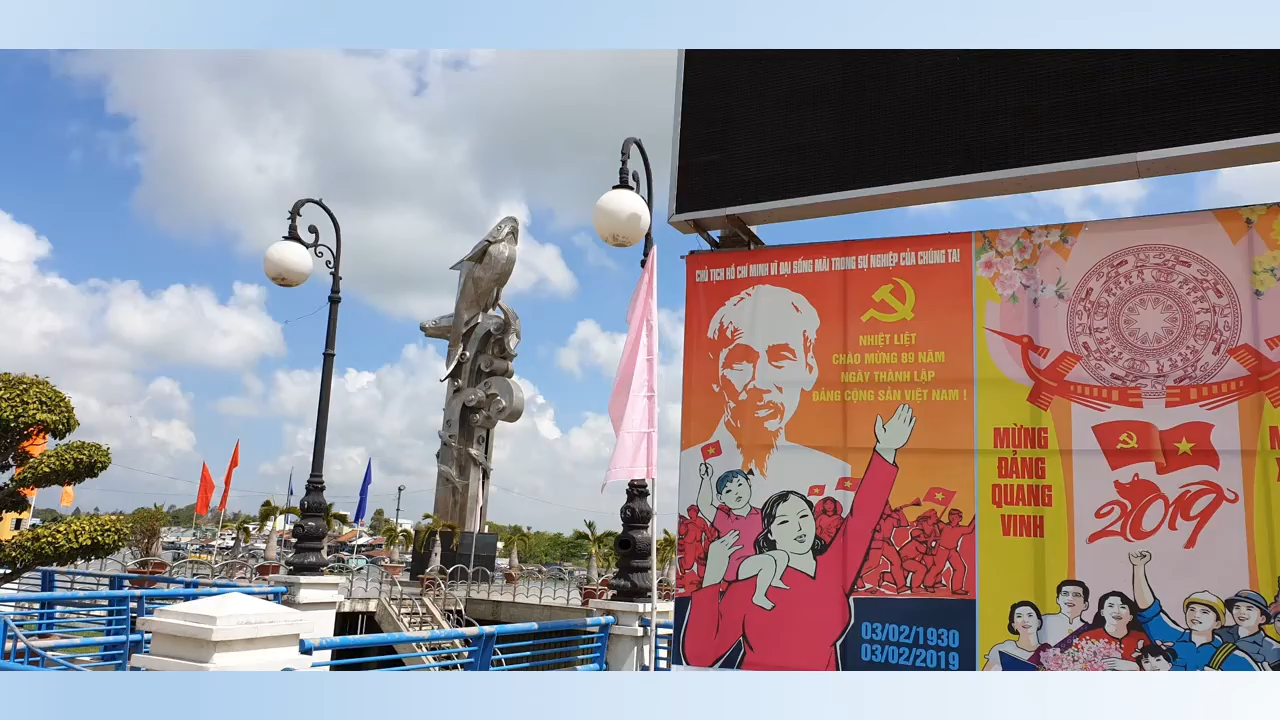 CHỦ TỊCH HỒ CHÍ MINH VĨ ĐẠI SỐNG MÃI TRONG SỰ NGHIỆP CỦA CHÚNG TA!
NHIỆT LIỆT
CHÀO MỪNG 89 NĂM
NGÀY THÀNH LẬP
ĐẢNG CỘNG SẢN VIỆT NAM !
03/02/1930
03/02/2019
MỪNG
ĐẢNG
QUANG
VINH
2019